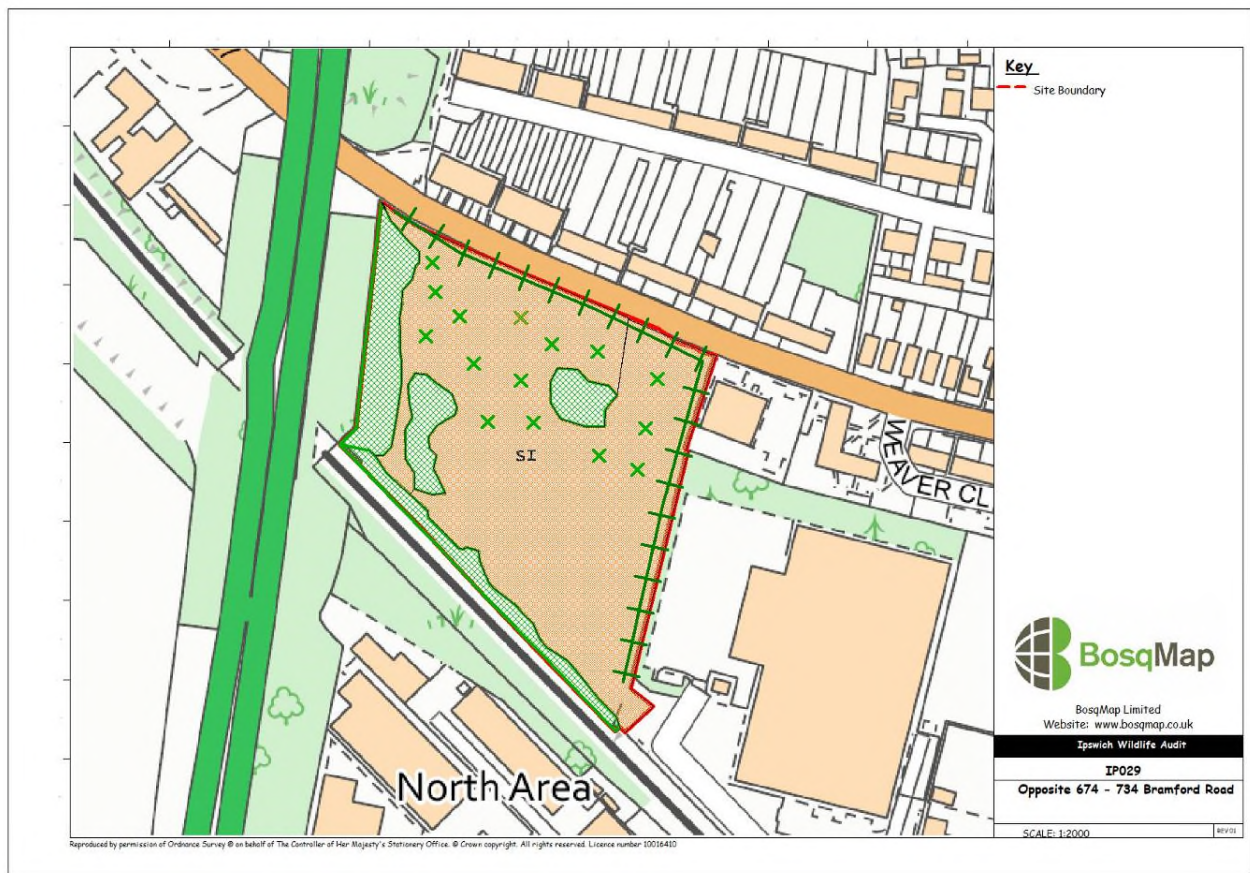 Key
Site Boundary
SI
WEAVER CL
North Area
BosqMap
BosqMap Limited
Website: www.bosqmap.co.uk
Ipswich Wildlife Audit
IP029
Opposite 674 - 734 Bramford Road
SCALE: 1:2000
REV01
Reproduced by permission of Ordnance Survey ® on behalf of The Controller of Her Majesty's Stationery Office. © Crown copyright. All rights reserved. Licence number 10016410